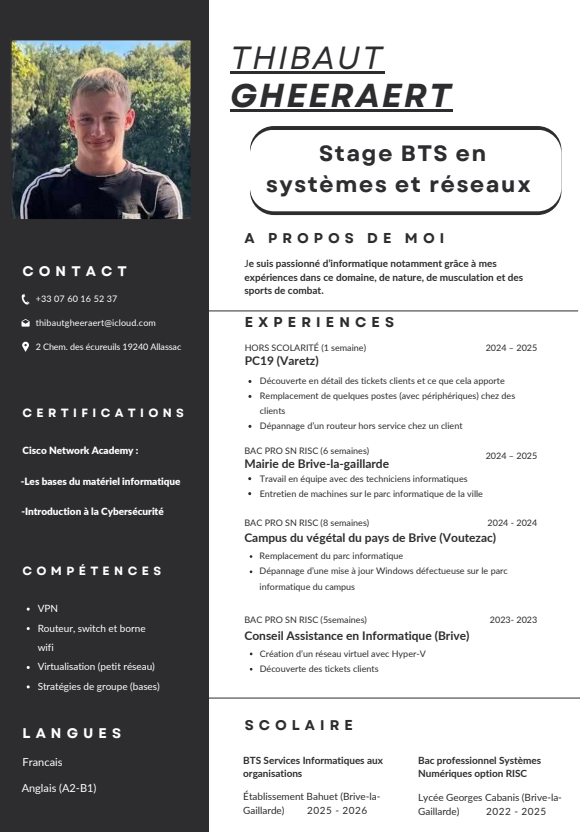 THIBAUT
GHEERAERT
Stage BTS en
systèmes et réseaux
CONTACT
+33 07 60 16 52 37
thibautgheeraert@icloud.com
2 Chem. des écureuils 19240 Allassac
CERTIFICATIONS
Cisco Network Academy :
-Les bases du matériel informatique
-Introduction à la Cybersécurité
COMPÉTENCES
• VPN
• Routeur, switch et borne
wifi
• Virtualisation (petit réseau)
• Stratégies de groupe (bases)
LANGUES
Francais
Anglais (A2-B1)
A PROPOS DE MOI
Je suis passionné d'informatique notamment grâce à mes
expériences dans ce domaine, de nature, de musculation et des
sports de combat.
EXPERIENCES
HORS SCOLARITÉ (1 semaine) 2024 – 2025
PC19 (Varetz)
• Découverte en détail des tickets clients et ce que cela apporte
• Remplacement de quelques postes (avec périphériques) chez des
clients
• Dépannage d'un routeur hors service chez un client
BAC PRO SN RISC (6 semaines) 2024 – 2025
Mairie de Brive-la-gaillarde
• Travail en équipe avec des techniciens informatiques
• Entretien de machines sur le parc informatique de la ville
BAC PRO SN RISC (8 semaines) 2024 - 2024
Campus du végétal du pays de Brive (Voutezac)
• Remplacement du parc informatique
• Dépannage d'une mise à jour Windows défectueuse sur le parc
informatique du campus
BAC PRO SN RISC (5semaines) 2023- 2023
Conseil Assistance en Informatique (Brive)
• Création d'un réseau virtuel avec Hyper-V
• Découverte des tickets clients
SCOLAIRE
BTS Services Informatiques aux
organisations
Établissement Bahuet (Brive-la-
Gaillarde) 2025 - 2026
Bac professionnel Systèmes
Numériques option RISC
Lycée Georges Cabanis (Brive-la-
Gaillarde) 2022 - 2025